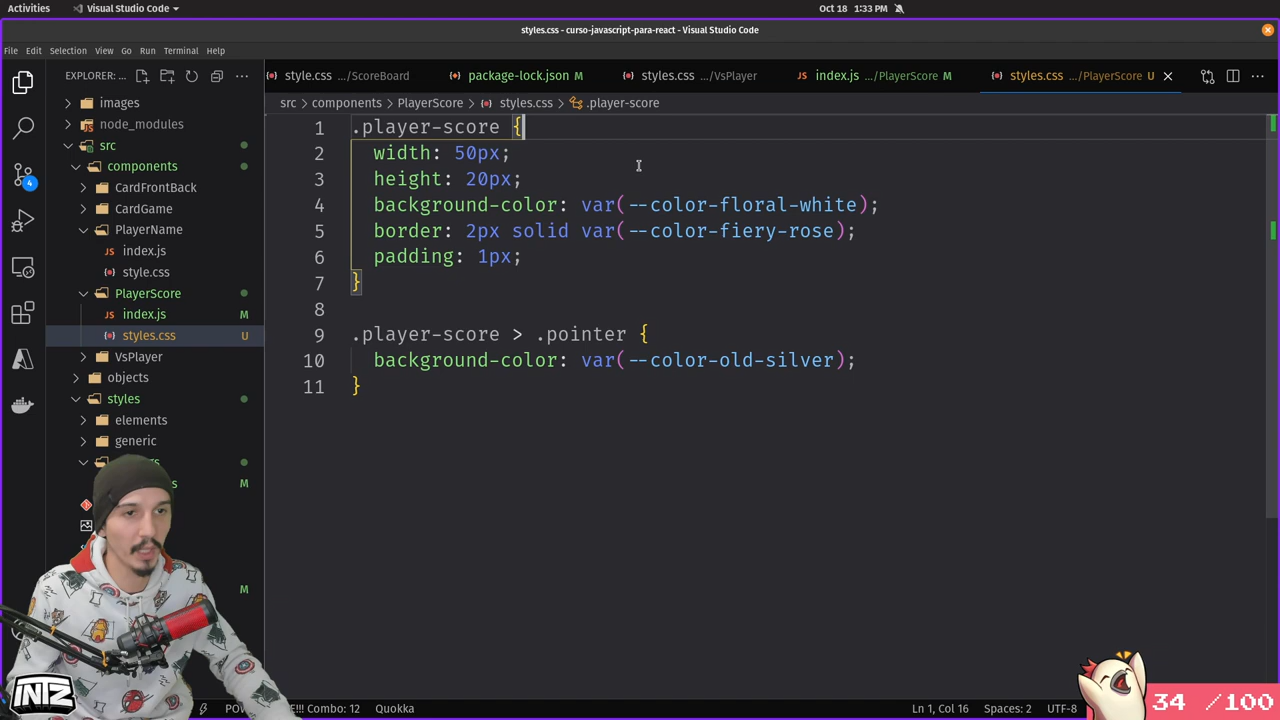 Activities
Visual Studio Code
Oct 18 1:33 PM
styles.css - curso-javascript-para-react - Visual Studio Code
File Edit Selection View Go Run Terminal Help
EXPLORER: ...
style.css .../ScoreBoard
package-lock.json M
styles.css .../VsPlayer
index.js .../PlayerScore M
styles.css .../PlayerScore U
src > components > PlayerScore > styles.css > .player-score
images
node_modules
src
components
CardFrontBack
CardGame
PlayerName
JS index.js
style.css
PlayerScore
JS index.js M
styles.css U
VsPlayer
objects
styles
elements
generic
M
M
4
1 .player-score {
2 width: 50px;
3 height: 20px;
4 background-color: var(--color-floral-white);
5 border: 2px solid var(--color-fiery-rose);
6 padding: 1px;
7 }
8
9 .player-score > .pointer {
10 background-color: var(--color-old-silver);
11 }
INTZ
Combo: 12 Quokka
Ln 1, Col 16 Spaces: 2 UTF-8
34 /100